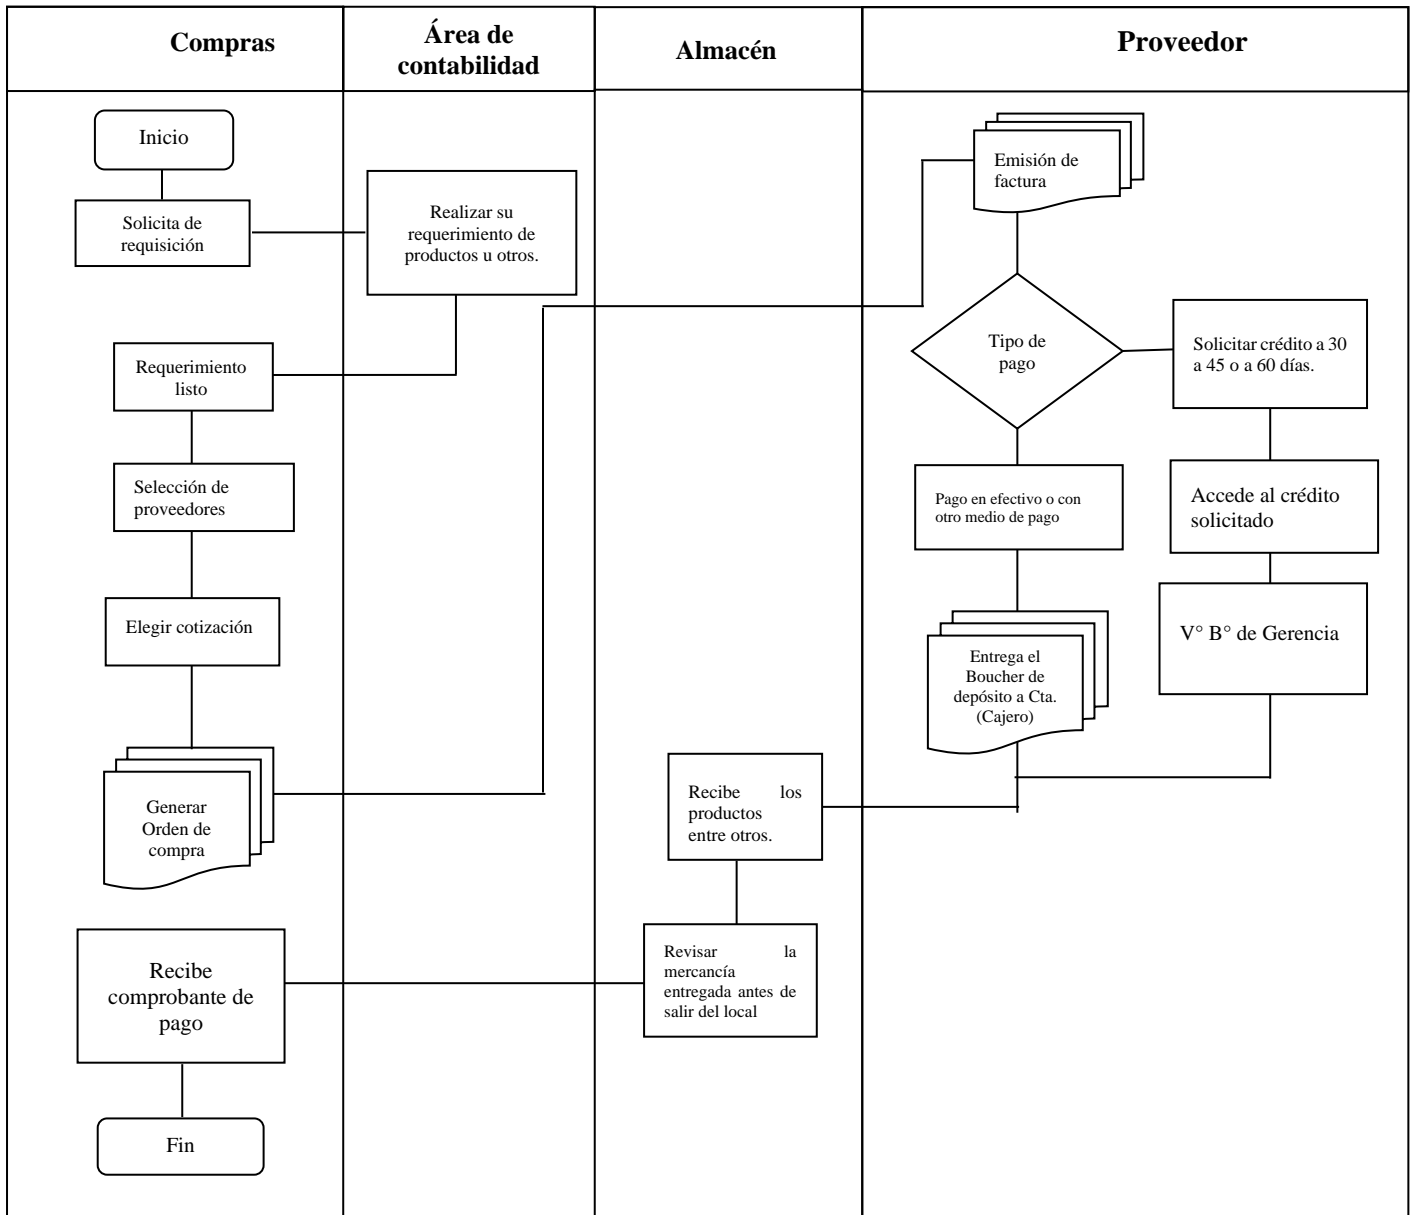 Compras
Área de
contabilidad
Almacén
Proveedor
Inicio
Solicita de
requisición
Realizar su
requerimiento de
productos u otros.
Requerimiento
listo
Selección de
proveedores
Elegir cotización
Generar
Orden de
compra
Emisión de
factura
Tipo de
pago
Solicitar crédito a 30
a 45 o a 60 días.
Pago en efectivo o con
otro medio de pago
Accede al crédito
solicitado
Entrega el
Boucher de
depósito a Cta.
(Cajero)
V° B° de Gerencia
Recibe los
productos
entre otros.
Revisar la
mercancía
entregada antes de
salir del local
Recibe
comprobante de
pago
Fin